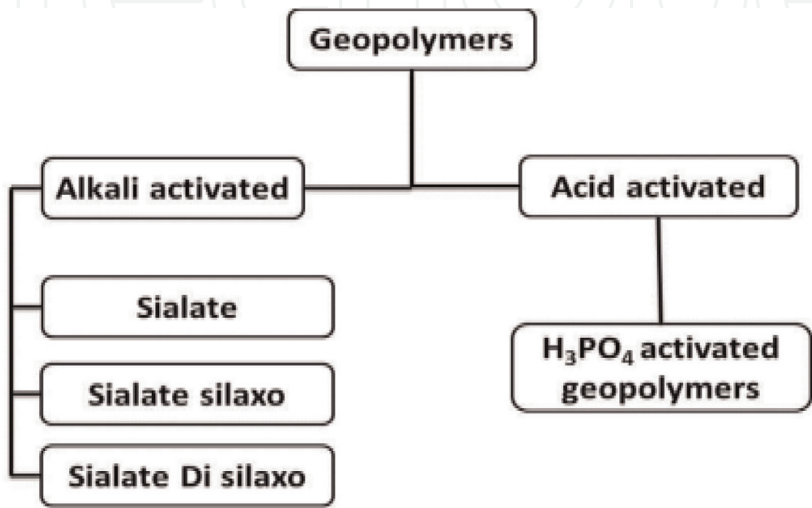 Geopolymers
Alkali activated
Acid activated
Sialate
H₃PO₄ activated
geopolymers
Sialate silaxo
Sialate Di silaxo